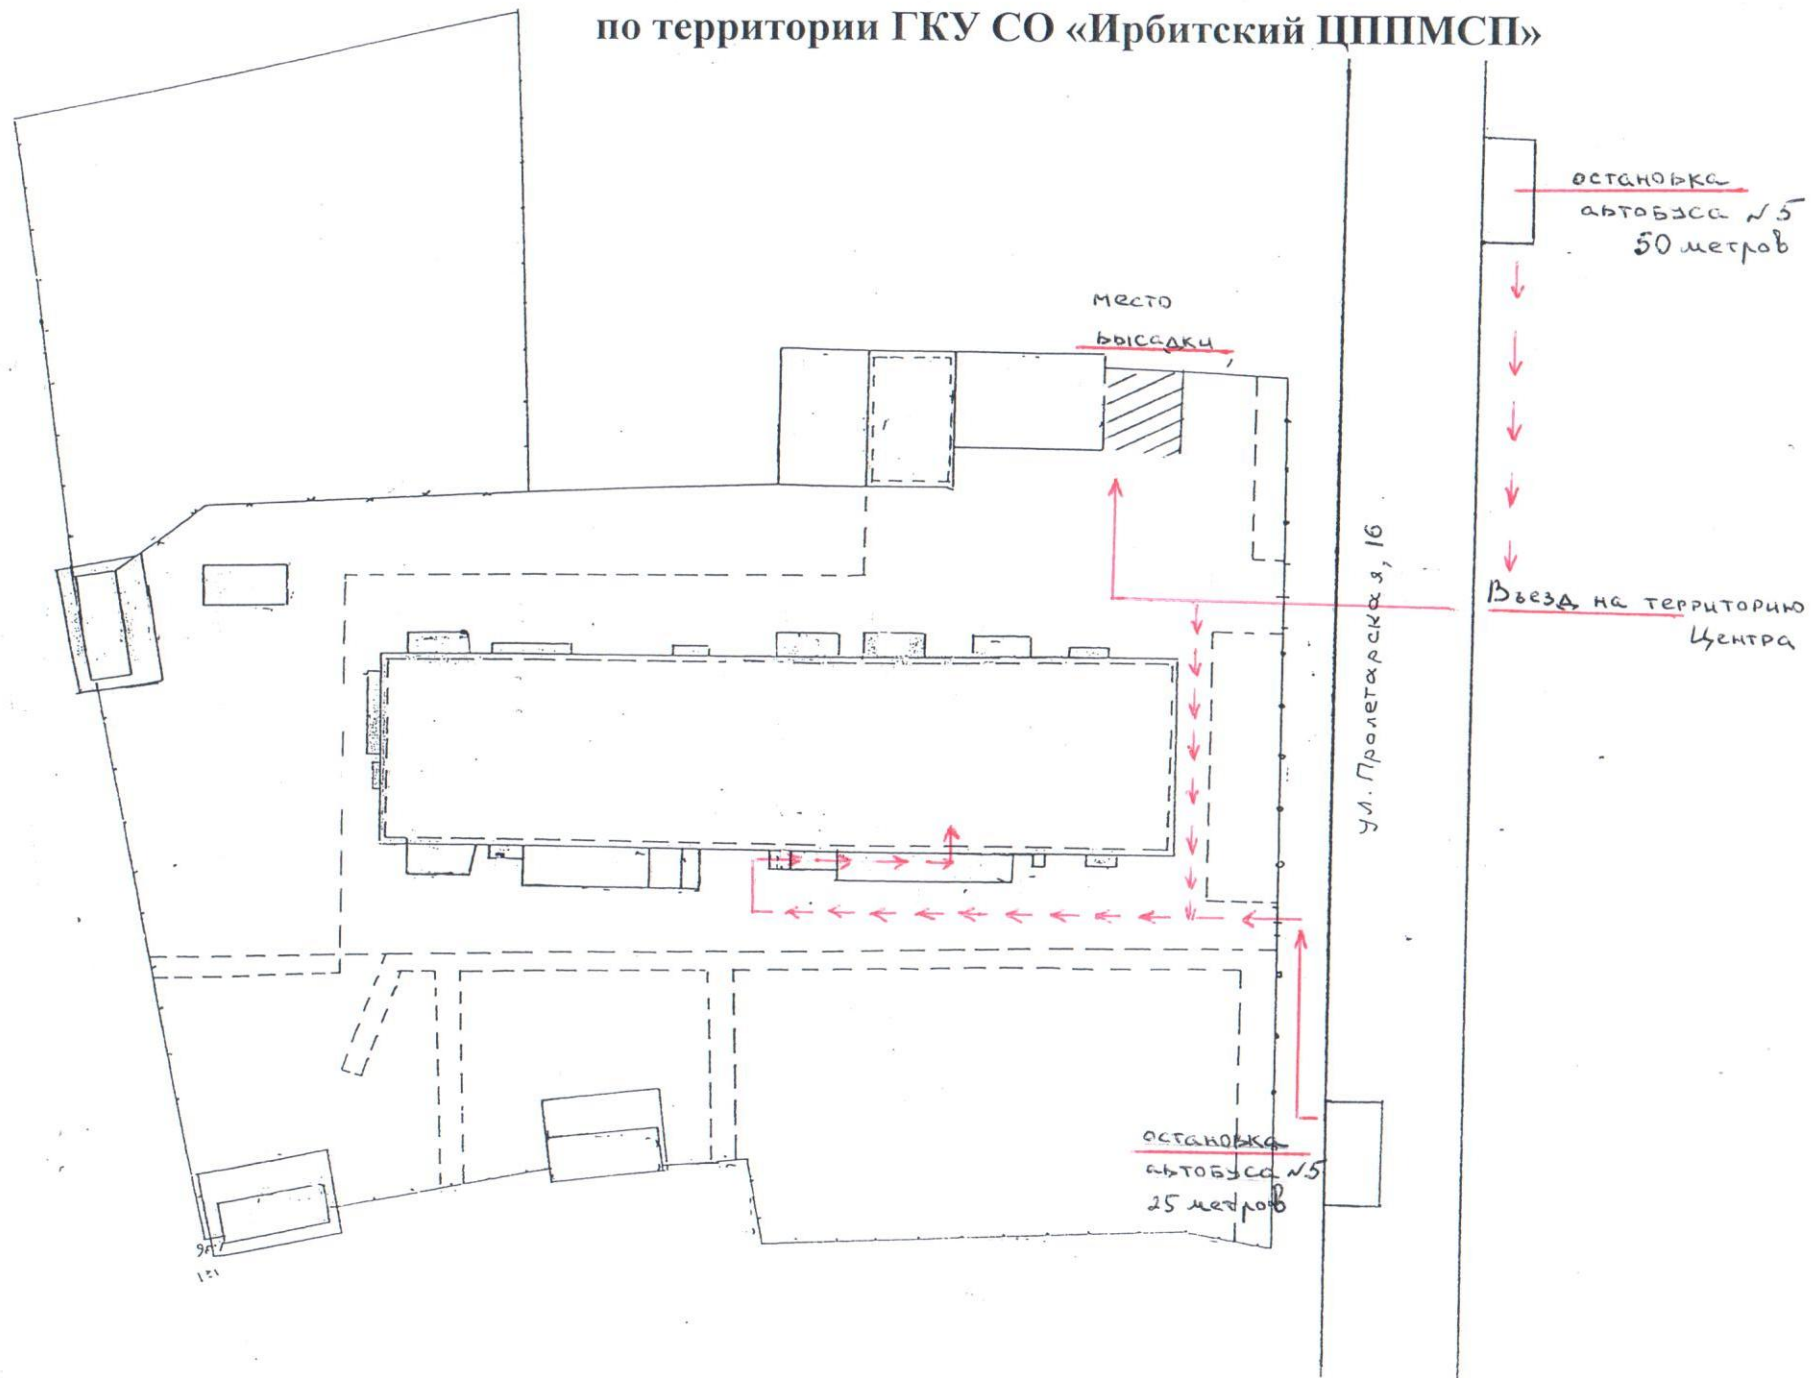 по территории ГКУ СО «Ирбитский ЦППМСП»
остановка
автобуса №5
50 метров
место
высадки
ул. Пролетарская, 16
Въезд на территорию
Центра
остановка
автобуса №5
25 метров